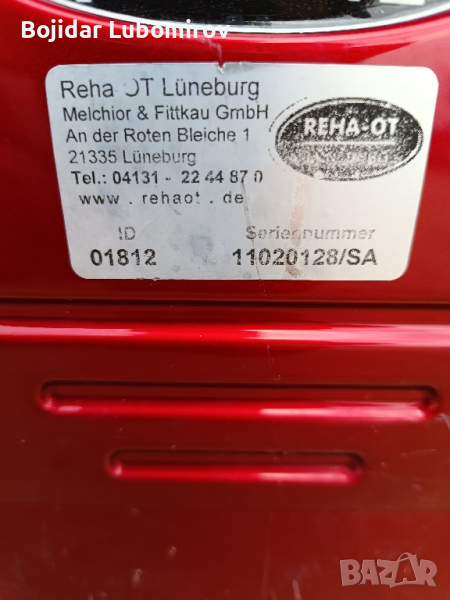 Bojidar Lubomirov
Reha OT Lüneburg
Melchior & Fittkau GmbH
An der Roten Bleiche 1
21335 Lüneburg
Tel.: 04131 - 22 44 87 0
www . rehaot . de
REHA-OT
ID Seriennummer
01812 11020128/SA
BAZAR